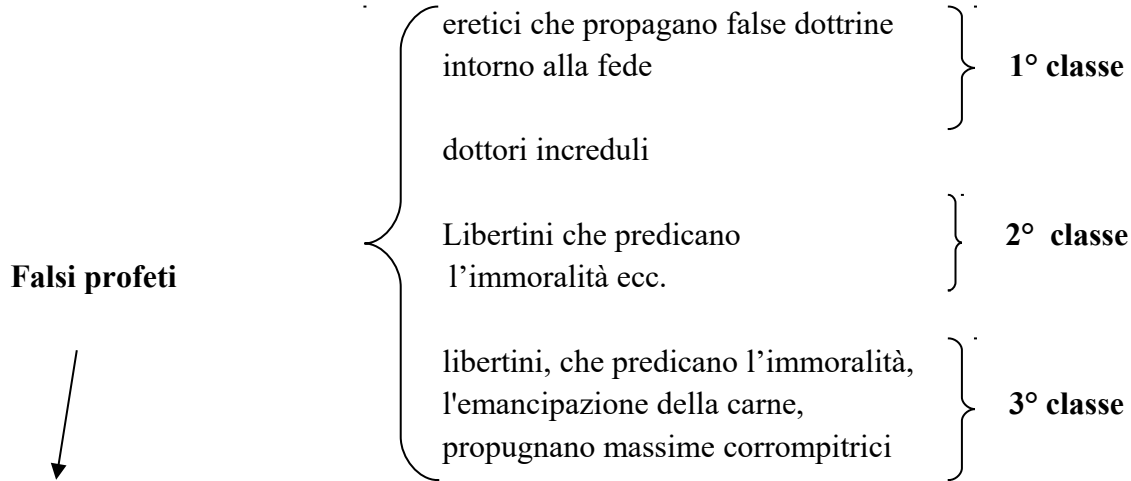 eretici che propagano false dottrine
intorno alla fede
1° classe
dottori increduli
Libertini che predicano
l’immoralità ecc.
2° classe
Falsi profeti
libertini, che predicano l’immoralità,
l'emancipazione della carne,
propugnano massime corrompitrici
3° classe